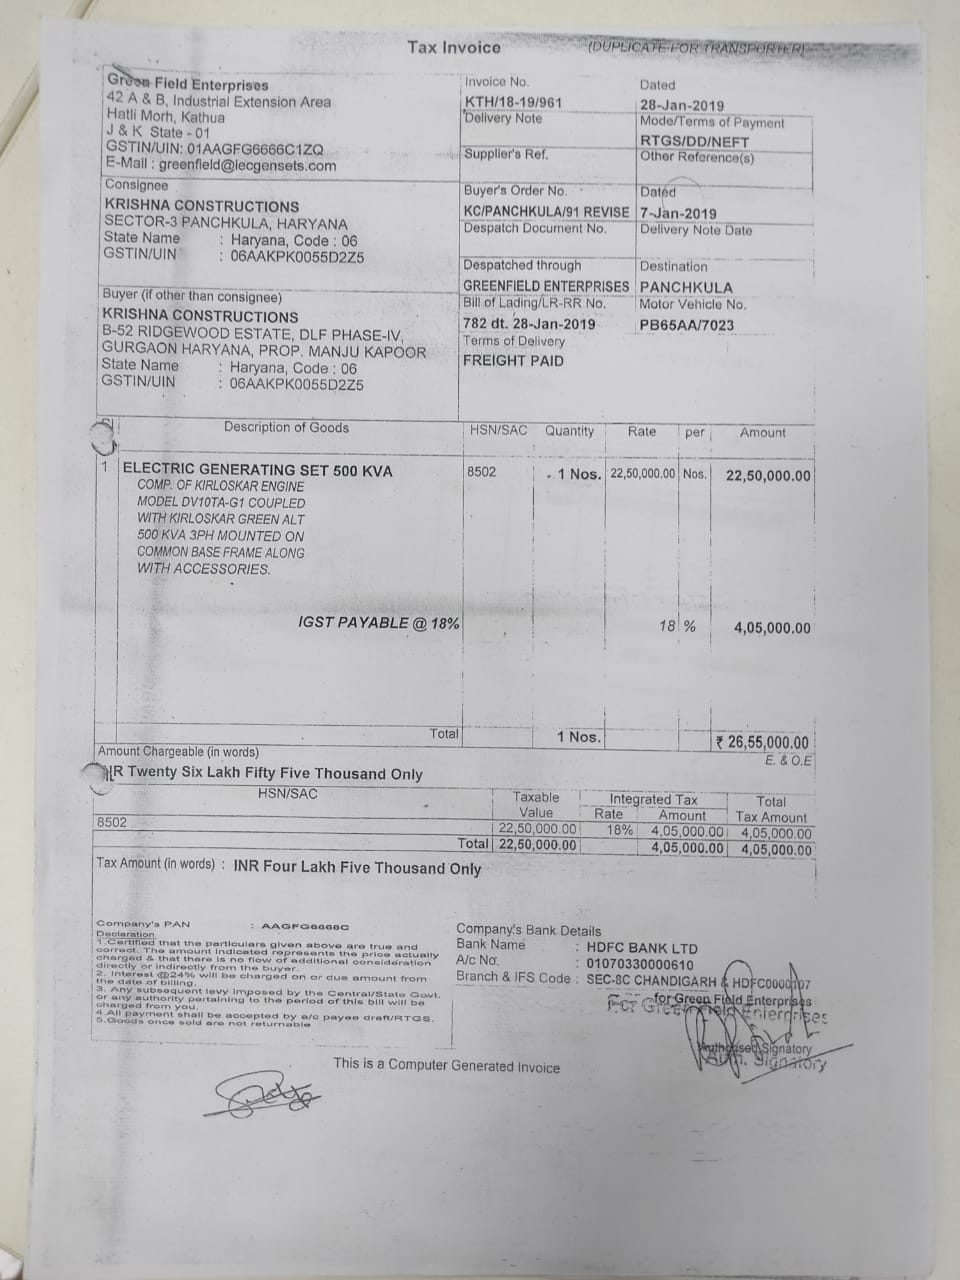 Tax Invoice
(DUPLICATE FOR TRANSPORTER)
Green Field Enterprises
42 A & B, Industrial Extension Area
Hatli Morh, Kathua
J & K State - 01
GSTIN/UIN: 01AAGFG6666C1ZQ
E-Mail : greenfield@lecgensets.com
Invoice No.
KTH/18-19/961
Dated
28-Jan-2019
Delivery Note
Mode/Terms of Payment
RTGS/DD/NEFT
Supplier's Ref.
Other Reference(s)
Consignee
KRISHNA CONSTRUCTIONS
SECTOR-3 PANCHKULA, HARYANA
State Name : Haryana, Code : 06
GSTIN/UIN : 06AAKPK0055D2Z5
Buyer's Order No.
KC/PANCHKULA/91 REVISE
Dated
7-Jan-2019
Despatch Document No.
Delivery Note Date
Despatched through
GREENFIELD ENTERPRISES
Destination
PANCHKULA
Buyer (if other than consignee)
KRISHNA CONSTRUCTIONS
B-52 RIDGEWOOD ESTATE, DLF PHASE-IV,
GURGAON HARYANA, PROP. MANJU KAPOOR
State Name : Haryana, Code : 06
GSTIN/UIN : 06AAKPK0055D2Z5
Bill of Lading/LR-RR No.
782 dt. 28-Jan-2019
Motor Vehicle No.
PB65AA/7023
Terms of Delivery
FREIGHT PAID
Description of Goods HSN/SAC Quantity Rate per Amount
1 ELECTRIC GENERATING SET 500 KVA 8502 1 Nos. 22,50,000.00 Nos. 22,50,000.00
COMP. OF KIRLOSKAR ENGINE
MODEL DV10TA-G1 COUPLED
WITH KIRLOSKAR GREEN ALT
500 KVA 3PH MOUNTED ON
COMMON BASE FRAME ALONG
WITH ACCESSORIES.
IGST PAYABLE @ 18% 18 % 4,05,000.00
Total 1 Nos. ₹ 26,55,000.00
Amount Chargeable (in words) E. & O.E
INR Twenty Six Lakh Fifty Five Thousand Only
HSN/SAC Taxable Integrated Tax Total
Value Rate Amount Tax Amount
8502 22,50,000.00 18% 4,05,000.00 4,05,000.00
Total 22,50,000.00 4,05,000.00 4,05,000.00
Tax Amount (in words) : INR Four Lakh Five Thousand Only
Company's PAN : AAGFG6666C
Declaration
1.Certified that the particulars given above are true and
correct. The amount indicated represents the price actually
charged & that there is no flow of additional consideration
directly or indirectly from the buyer.
2. Interest @24% will be charged on or due amount from
the date of billing.
3. Any subsequent levy imposed by the Central/State Govt.
or any authority pertaining to the period of this bill will be
charged from you.
4.All payment shall be accepted by a/c payee draft/RTGS.
5.Goods once sold are not returnable
Company's Bank Details
Bank Name : HDFC BANK LTD
A/c No. : 01070330000610
Branch & IFS Code : SEC-8C CHANDIGARH & HDFC0000107
for Green Field Enterprises
For Green Field Enterprises
Authorised Signatory
Auth. Signatory
This is a Computer Generated Invoice